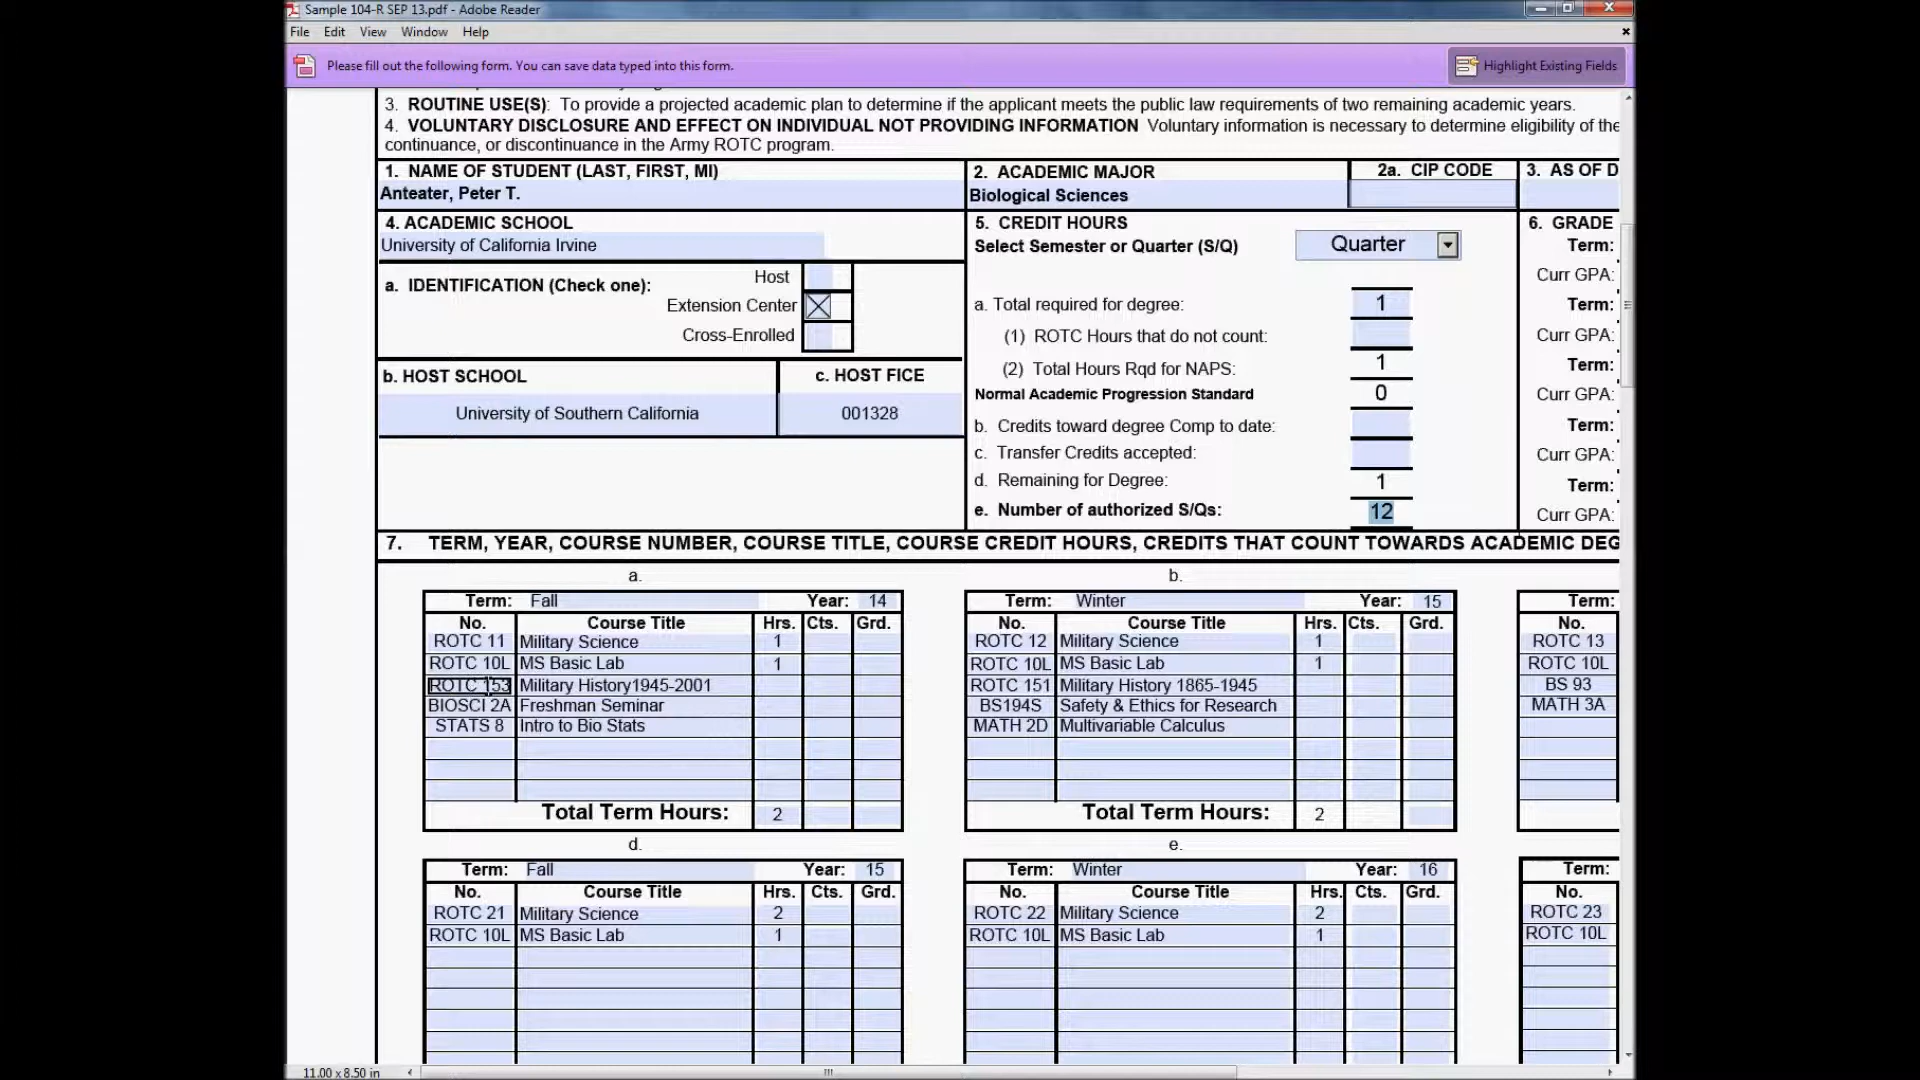 Sample 104-R SEP 13.pdf - Adobe Reader
File Edit View Window Help
Please fill out the following form. You can save data typed into this form.
Highlight Existing Fields
3. ROUTINE USE(S): To provide a projected academic plan to determine if the applicant meets the public law requirements of two remaining academic years.
4. VOLUNTARY DISCLOSURE AND EFFECT ON INDIVIDUAL NOT PROVIDING INFORMATION Voluntary information is necessary to determine eligibility of the
continuance, or discontinuance in the Army ROTC program.
1. NAME OF STUDENT (LAST, FIRST, MI)
Anteater, Peter T.
2. ACADEMIC MAJOR
Biological Sciences
2a. CIP CODE
3. AS OF D
4. ACADEMIC SCHOOL
University of California Irvine
a. IDENTIFICATION (Check one):
Host
Extension Center
Cross-Enrolled
b. HOST SCHOOL
University of Southern California
c. HOST FICE
001328
5. CREDIT HOURS
Select Semester or Quarter (S/Q) Quarter
a. Total required for degree: 1
(1) ROTC Hours that do not count:
(2) Total Hours Rqd for NAPS: 1
Normal Academic Progression Standard 0
b. Credits toward degree Comp to date:
c. Transfer Credits accepted:
d. Remaining for Degree: 1
e. Number of authorized S/Qs: 12
6. GRADE
Term:
Curr GPA:
Term:
Curr GPA:
Term:
Curr GPA:
Term:
Curr GPA:
Term:
Curr GPA:
7. TERM, YEAR, COURSE NUMBER, COURSE TITLE, COURSE CREDIT HOURS, CREDITS THAT COUNT TOWARDS ACADEMIC DEG
a.
Term: Fall Year: 14
No. Course Title Hrs. Cts. Grd.
ROTC 11 Military Science 1
ROTC 10L MS Basic Lab 1
ROTC 153 Military History1945-2001
BIOSCI 2A Freshman Seminar
STATS 8 Intro to Bio Stats
Total Term Hours: 2
b.
Term: Winter Year: 15
No. Course Title Hrs. Cts. Grd.
ROTC 12 Military Science 1
ROTC 10L MS Basic Lab 1
ROTC 151 Military History 1865-1945
BS194S Safety & Ethics for Research
MATH 2D Multivariable Calculus
Total Term Hours: 2
Term:
No.
ROTC 13
ROTC 10L
BS 93
MATH 3A
d.
Term: Fall Year: 15
No. Course Title Hrs. Cts. Grd.
ROTC 21 Military Science 2
ROTC 10L MS Basic Lab 1
e.
Term: Winter Year: 16
No. Course Title Hrs. Cts. Grd.
ROTC 22 Military Science 2
ROTC 10L MS Basic Lab 1
Term:
No.
ROTC 23
ROTC 10L
11.00 x 8.50 in